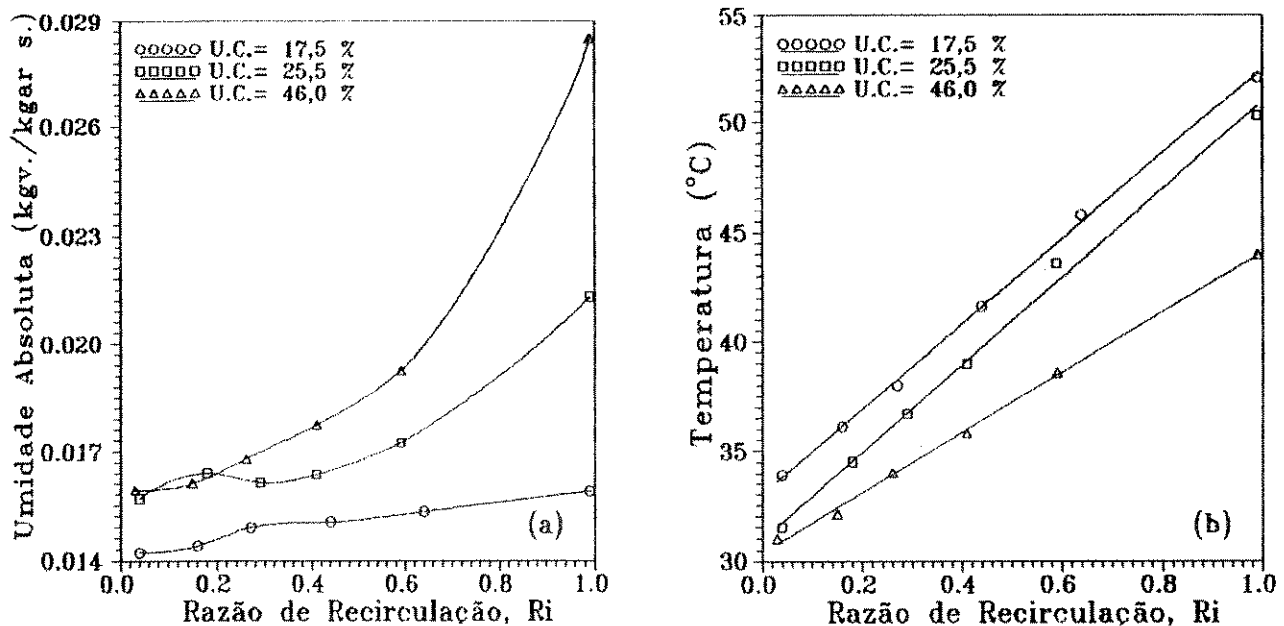 0.029
0.026
0.023
0.020
0.017
0.014
Umidade Absoluta (kgv./kgar s.)
U.C.= 17,5 %
U.C.= 25,5 %
U.C.= 46,0 %
(a)
0.0 0.2 0.4 0.6 0.8 1.0
Razão de Recirculação, Ri
55
50
45
40
35
30
Temperatura (°C)
U.C.= 17,5 %
U.C.= 25,5 %
U.C.= 46,0 %
(b)
0.0 0.2 0.4 0.6 0.8 1.0
Razão de Recirculação, Ri